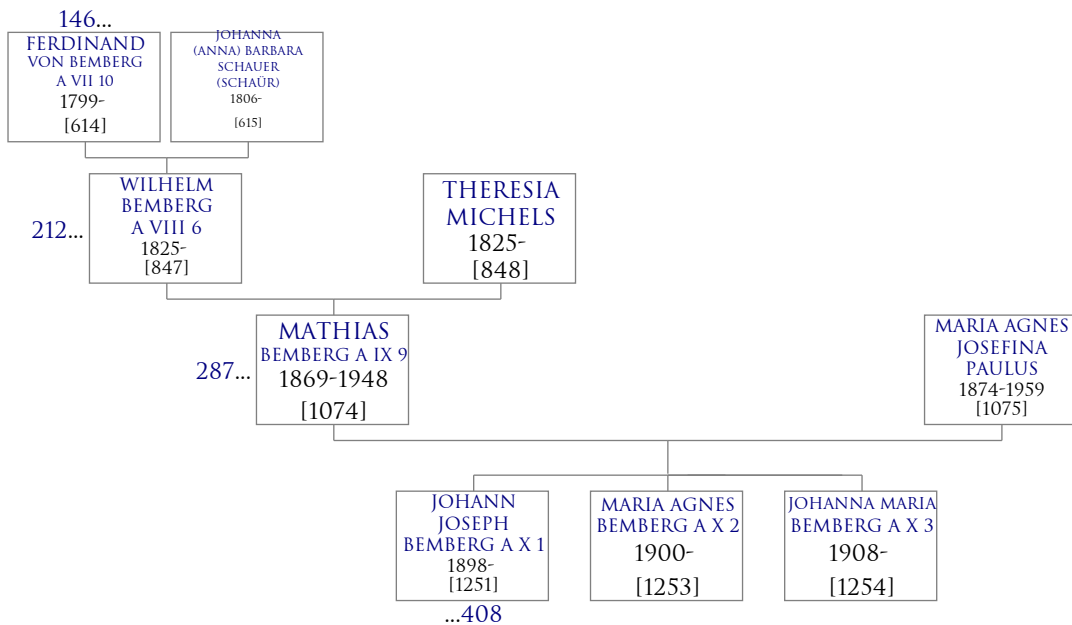 146...
FERDINAND
VON BEMBERG
A VII 10
1799-
[614]
JOHANNA
(ANNA) BARBARA
SCHAUER
(SCHAÜR)
1806-
[615]
212...
WILHELM
BEMBERG
A VIII 6
1825-
[847]
THERESIA
MICHELS
1825-
[848]
287...
MATHIAS
BEMBERG A IX 9
1869-1948
[1074]
MARIA AGNES
JOSEFINA
PAULUS
1874-1959
[1075]
JOHANN
JOSEPH
BEMBERG A X 1
1898-
[1251]
...408
MARIA AGNES
BEMBERG A X 2
1900-
[1253]
JOHANNA MARIA
BEMBERG A X 3
1908-
[1254]